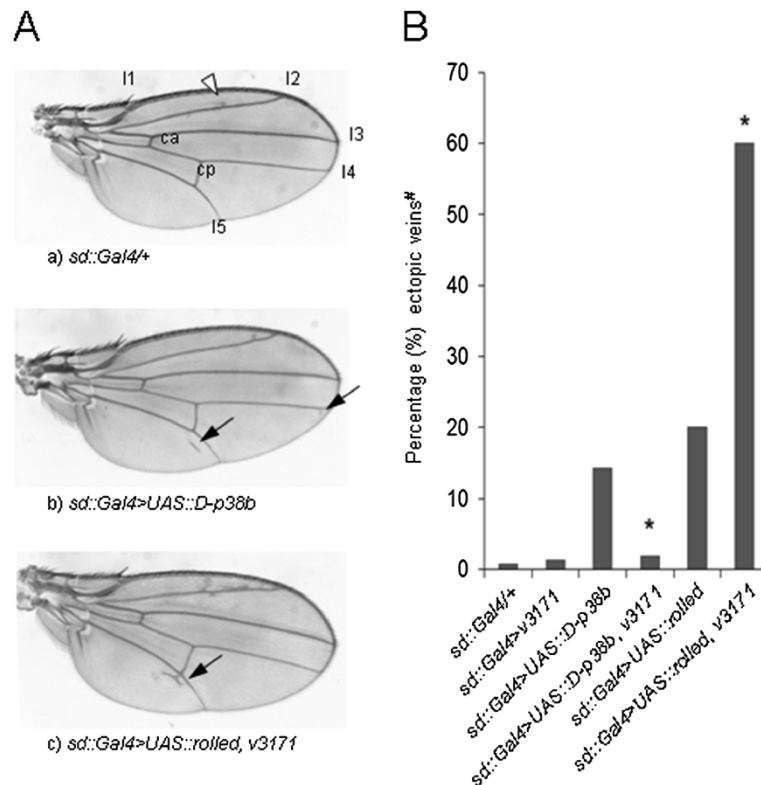 A
l1
l2
l3
ca
cp
l4
l5
a) sd::Gal4/+
b) sd::Gal4>UAS::D-p38b
c) sd::Gal4>UAS::rolled, v3171
B
Percentage (%) ectopic veins#
70
60
50
40
30
20
10
0
*
*
sd::Gal4/+
sd::Gal4>v3171
sd::Gal4>UAS::D-p38b
sd::Gal4>UAS::D-p38b, v3171
sd::Gal4>UAS::rolled
sd::Gal4>UAS::rolled, v3171